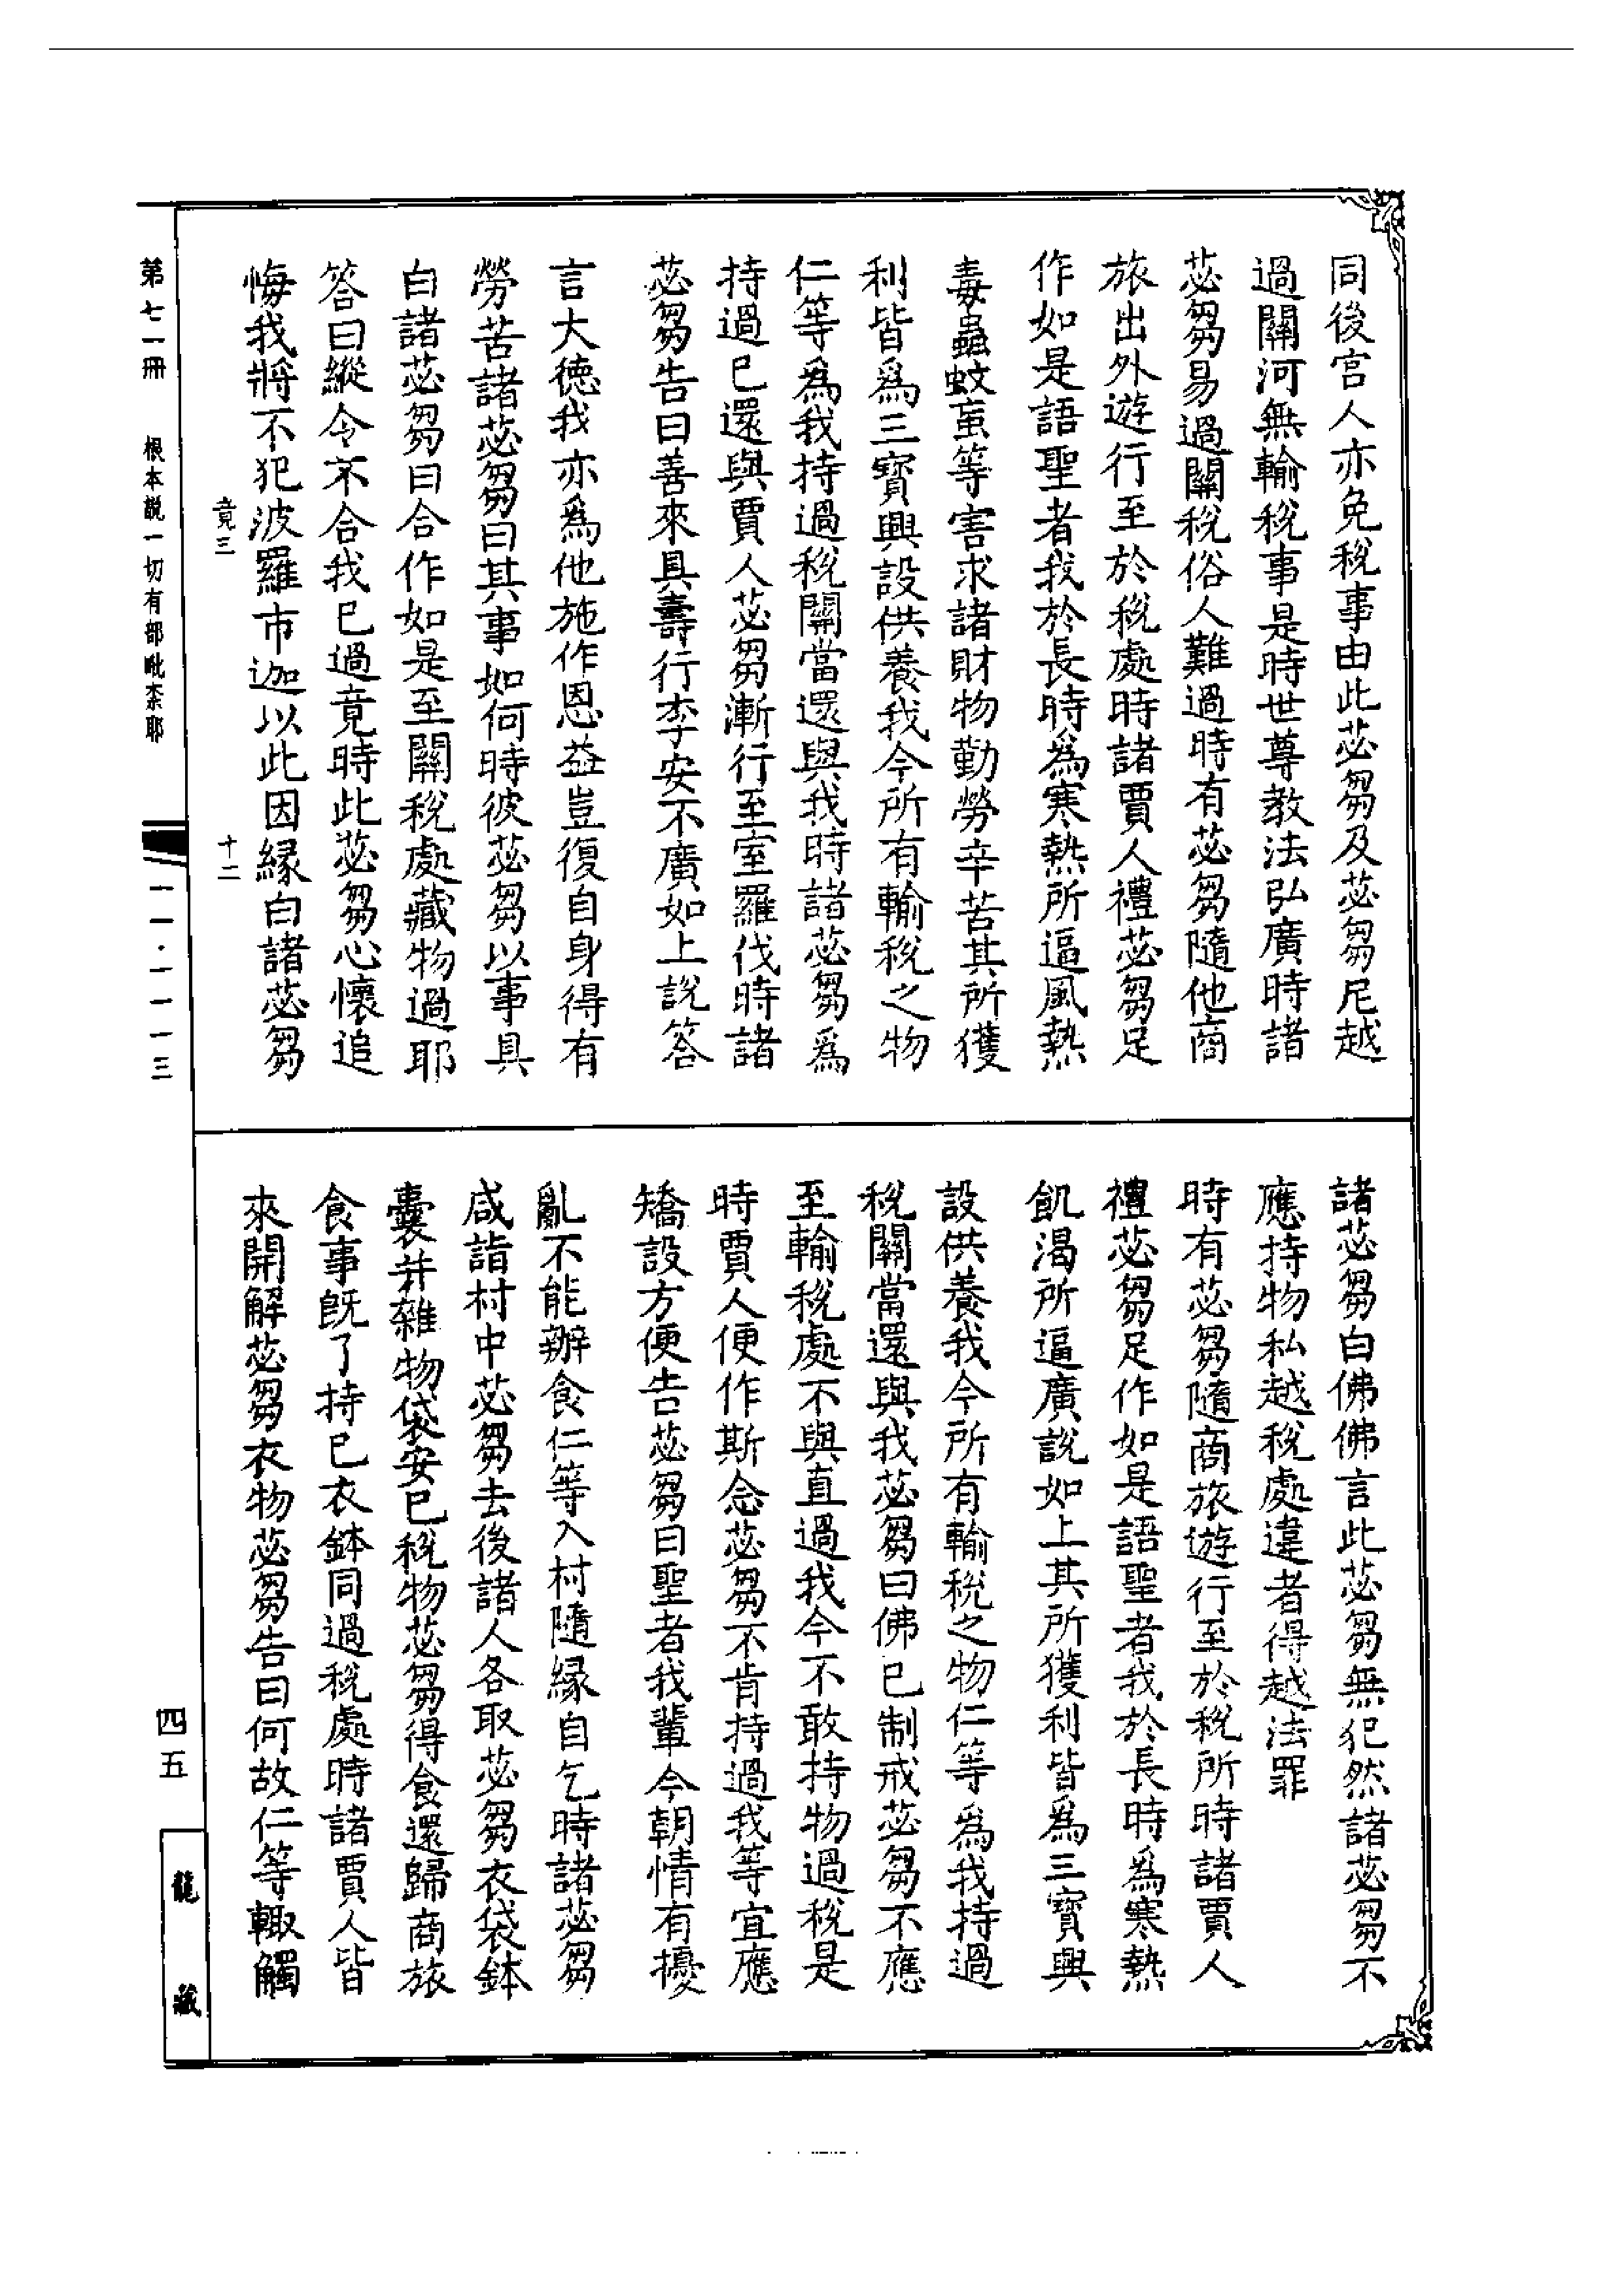 同後宮人亦免稅事由此苾芻及苾芻尼越
過關河無輸稅事是時世尊教法弘廣時諸
苾芻易過關稅俗人難過時有苾芻隨他商
旅出外遊行至於稅處時諸賈人禮苾芻足
作如是語聖者我於長時為寒熱所逼風熱
毒蟲蚊䖟等害求諸財物勤勞辛苦其所獲
利皆為三寶興設供養我今所有輸稅之物
仁等為我持過稅關當還與我時諸苾芻為
持過已還與賈人苾芻漸行至室羅伐時諸
苾芻告曰善來具壽行李安不廣如上說答
言大德我亦為他施作恩益豈復自身得有
勞苦諸苾芻曰其事如何時彼苾芻以事具
白諸苾芻曰合作如是至關稅處藏物過耶
答曰縱令不合我已過竟時此苾芻心懷追
悔我將不犯波羅市迦以此因緣白諸苾芻
諸苾芻白佛佛言此苾芻無犯然諸苾芻不
應持物私越稅處違者得越法罪
時有苾芻隨商旅遊行至於稅所時諸賈人
禮苾芻足作如是語聖者我於長時為寒熱
飢渴所逼廣說如上其所獲利皆為三寶興
設供養我今所有輸稅之物仁等為我持過
稅關當還與我苾芻曰佛已制戒苾芻不應
至輸稅處不與直過我今不敢持物過稅是
時賈人便作斯念苾芻不肯持過我等宜應
矯設方便告苾芻曰聖者我輩今朝情有擾
亂不能辦食仁等入村隨緣自乞時諸苾芻
咸詣村中苾芻去後諸人各取苾芻衣袋鉢
囊并雜物袋安已稅物苾芻得食還歸商旅
食事既了持已衣鉢同過稅處時諸賈人皆
來開解苾芻衣物苾芻告曰何故仁等輙觸
竟三 十二
第七一冊 根本説一切有部毗柰耶
一一·一一一三
四五
龍藏